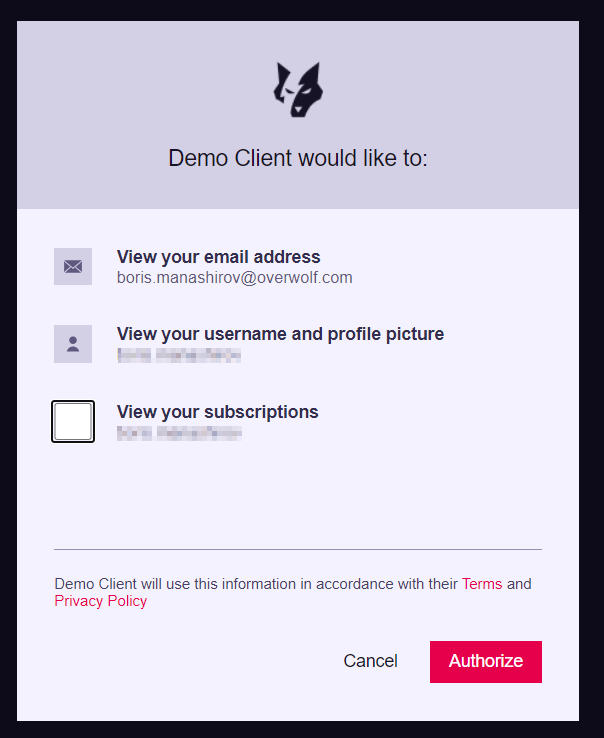 Demo Client would like to:
View your email address
boris.manashirov@overwolf.com
View your username and profile picture
View your subscriptions
Demo Client will use this information in accordance with their Terms and
Privacy Policy
Cancel
Authorize